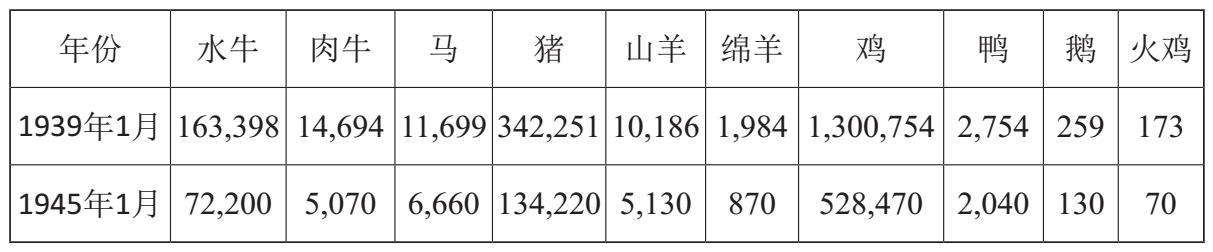 年份 水牛 肉牛 马 猪 山羊 绵羊 鸡 鸭 鹅 火鸡
1939年1月 163,398 14,694 11,699 342,251 10,186 1,984 1,300,754 2,754 259 173
1945年1月 72,200 5,070 6,660 134,220 5,130 870 528,470 2,040 130 70